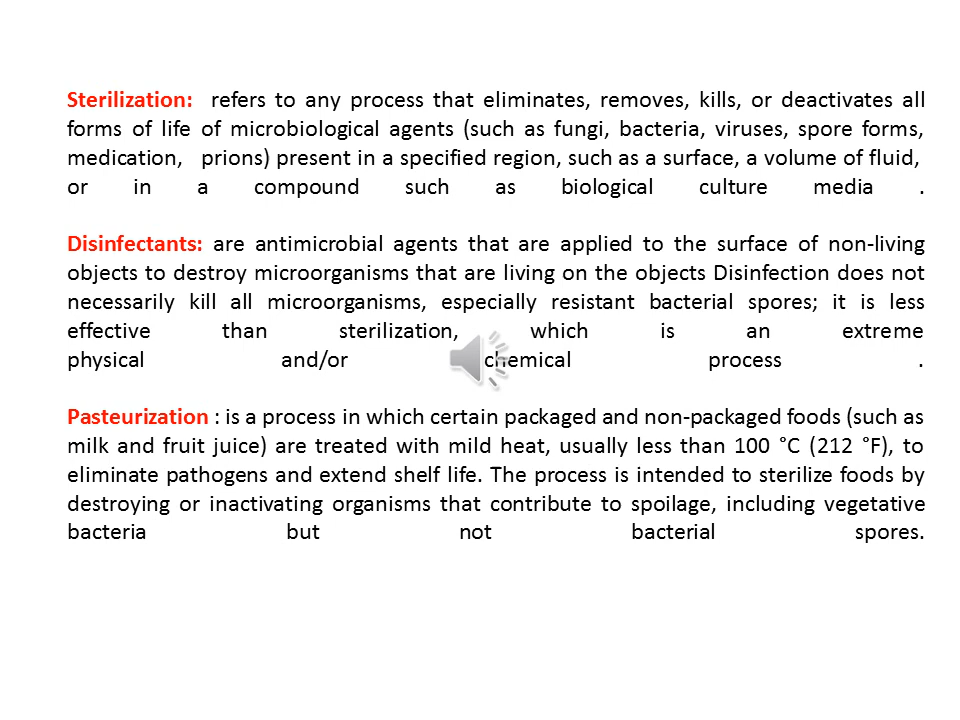 Sterilization: refers to any process that eliminates, removes, kills, or deactivates all
forms of life of microbiological agents (such as fungi, bacteria, viruses, spore forms,
medication, prions) present in a specified region, such as a surface, a volume of fluid,
or in a compound such as biological culture media .
Disinfectants: are antimicrobial agents that are applied to the surface of non-living
objects to destroy microorganisms that are living on the objects Disinfection does not
necessarily kill all microorganisms, especially resistant bacterial spores; it is less
effective than sterilization, which is an extreme
physical and/or chemical process .
Pasteurization : is a process in which certain packaged and non-packaged foods (such as
milk and fruit juice) are treated with mild heat, usually less than 100 °C (212 °F), to
eliminate pathogens and extend shelf life. The process is intended to sterilize foods by
destroying or inactivating organisms that contribute to spoilage, including vegetative
bacteria but not bacterial spores.